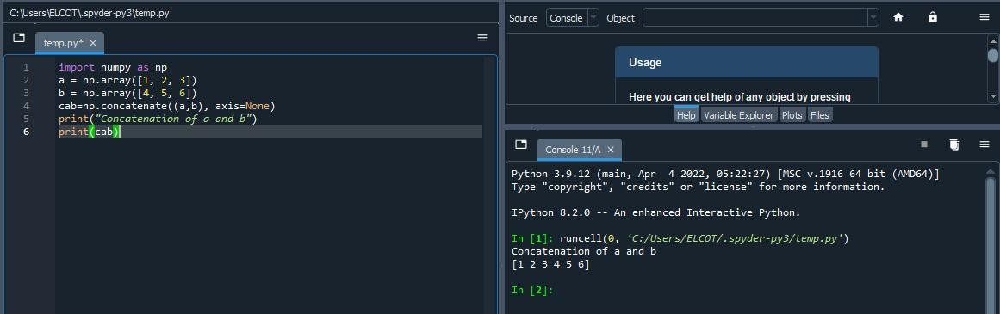 C:\Users\ELCOT\.spyder-py3\temp.py
temp.py*
1 import numpy as np
2 a = np.array([1, 2, 3])
3 b = np.array([4, 5, 6])
4 cab=np.concatenate((a,b), axis=None)
5 print("Concatenation of a and b")
6 print(cab)
Source Console Object
Usage
Here you can get help of any object by pressing
Help Variable Explorer Plots Files
Console 11/A
Python 3.9.12 (main, Apr  4 2022, 05:22:27) [MSC v.1916 64 bit (AMD64)]
Type "copyright", "credits" or "license" for more information.
IPython 8.2.0 -- An enhanced Interactive Python.
In [1]: runcell(0, 'C:/Users/ELCOT/.spyder-py3/temp.py')
Concatenation of a and b
[1 2 3 4 5 6]
In [2]: